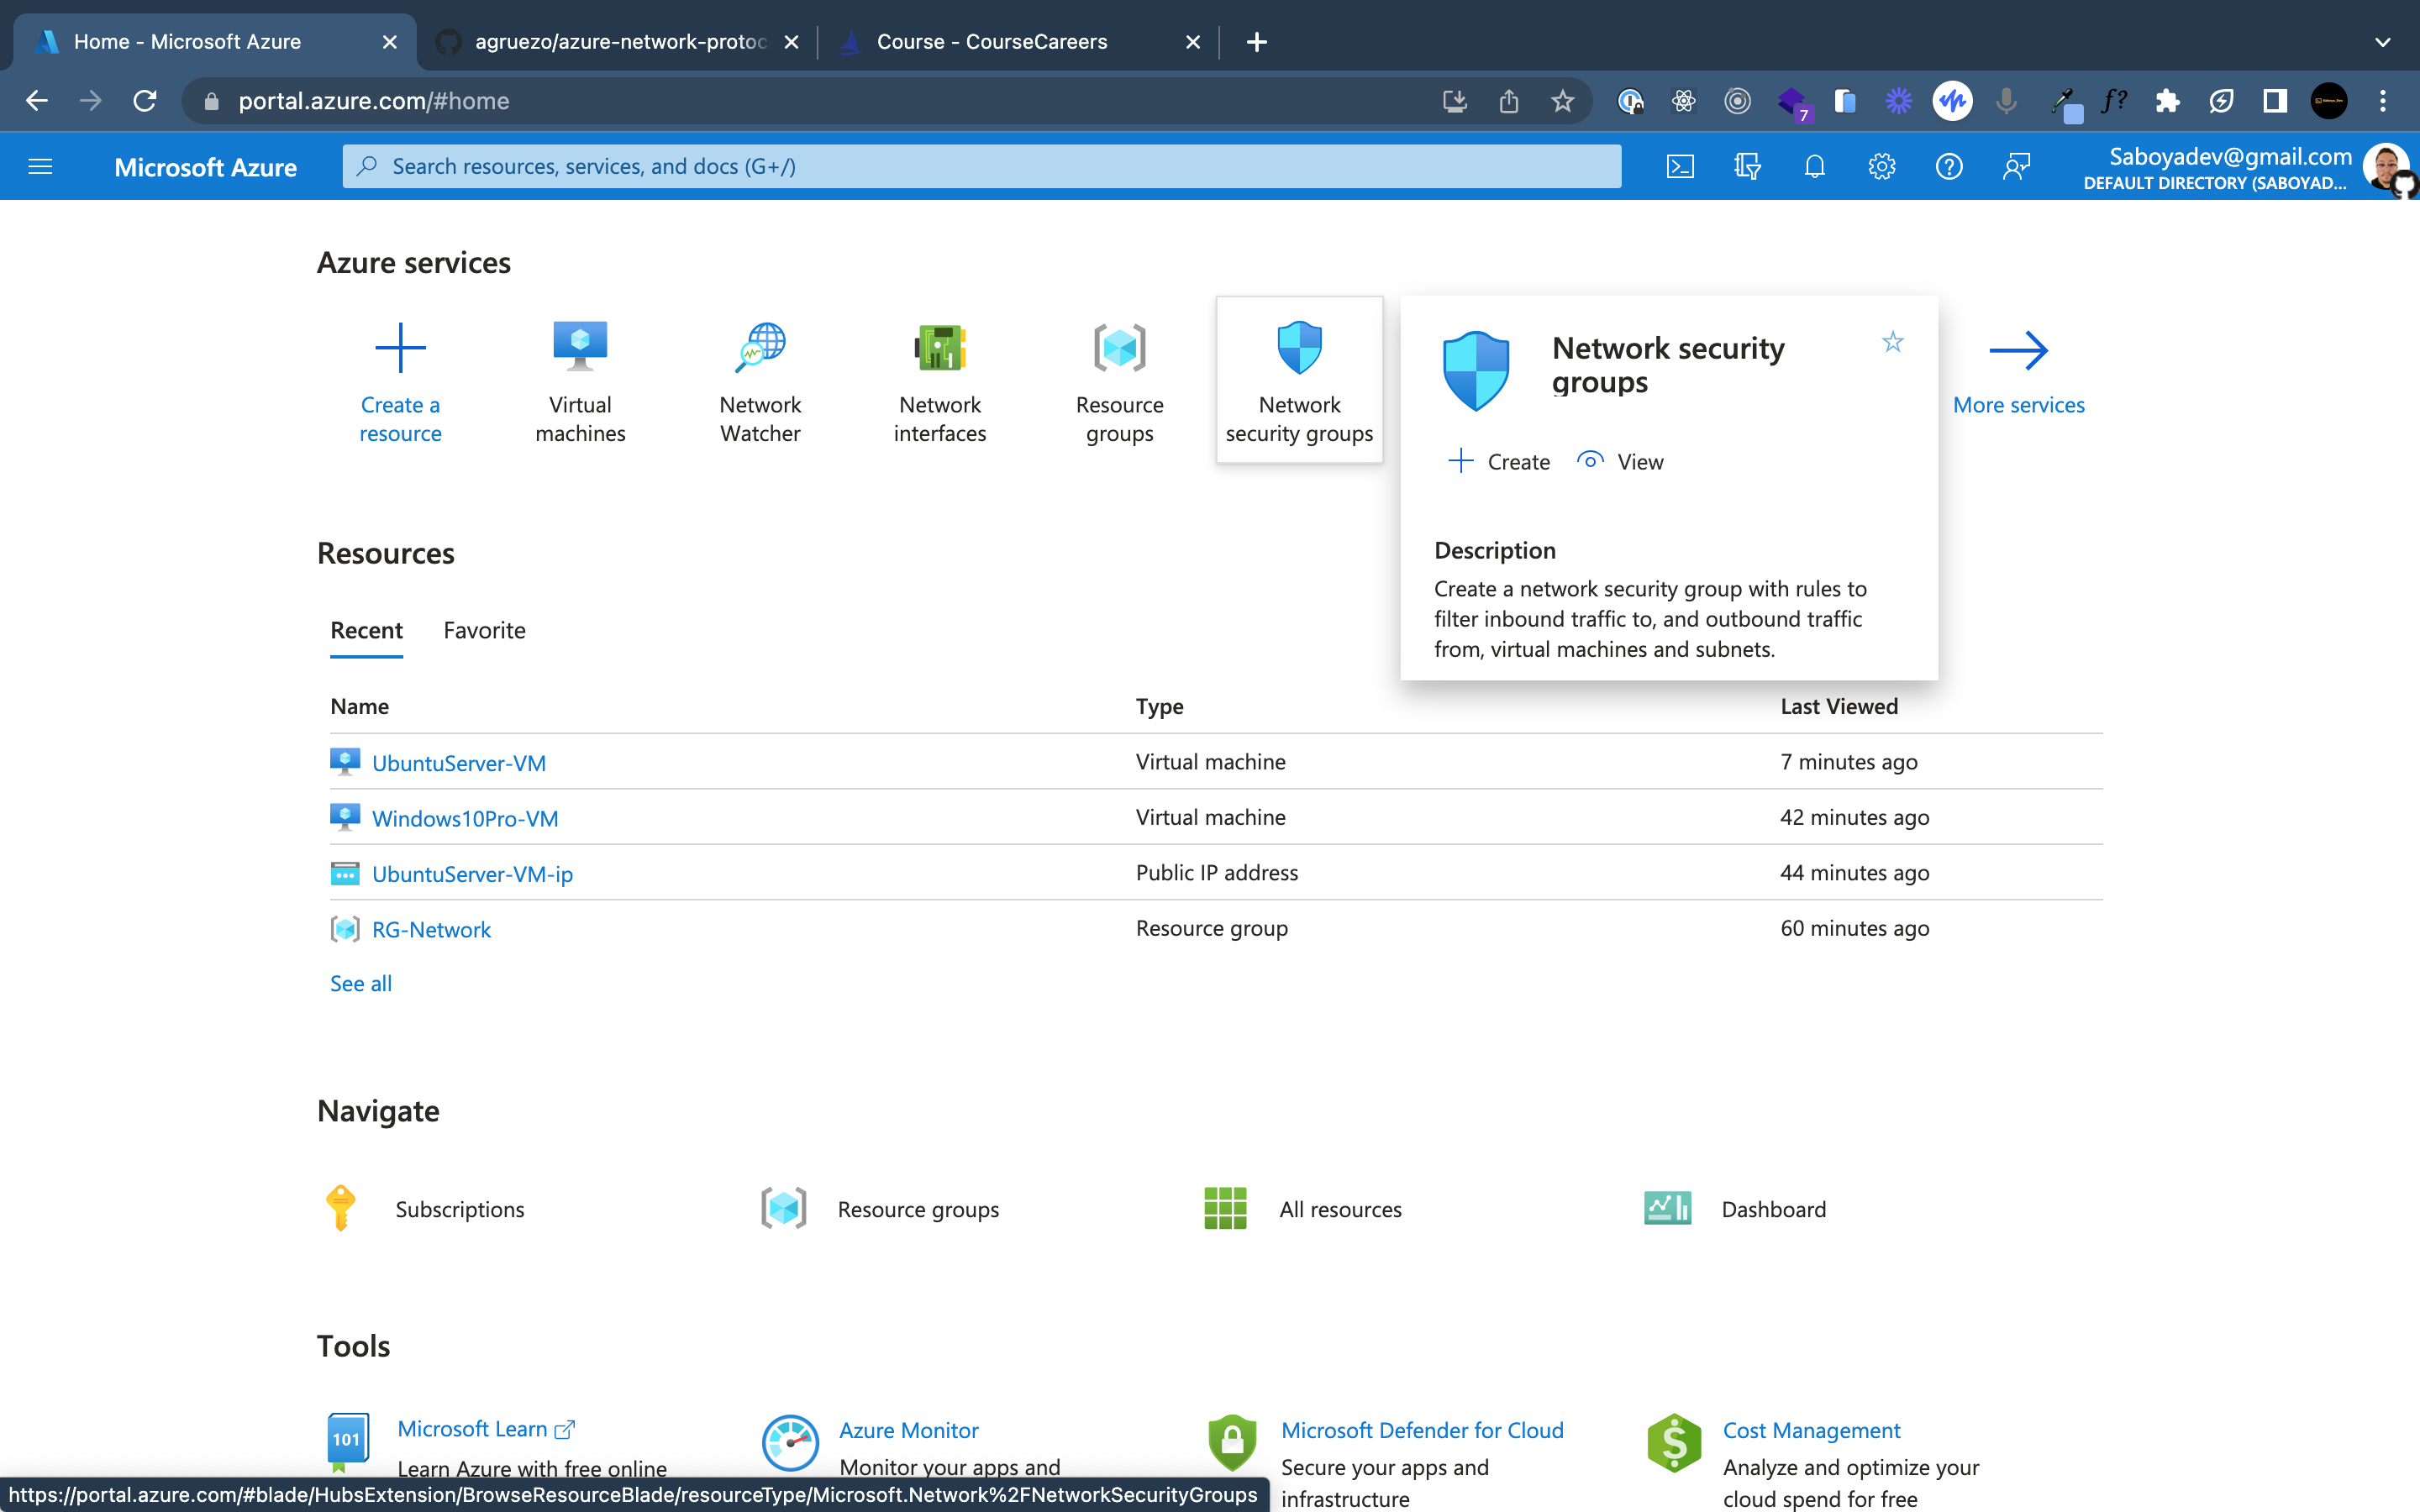 Home - Microsoft Azure
agruezo/azure-network-protoc
Course - CourseCareers
portal.azure.com/#home
7
f?
Microsoft Azure
Search resources, services, and docs (G+/)
Saboyadev@gmail.com
DEFAULT DIRECTORY (SABOYAD...
Azure services
Create a
resource
Virtual
machines
Network
Watcher
Network
interfaces
Resource
groups
Network
security groups
Network security
groups
Create
View
Description
Create a network security group with rules to
filter inbound traffic to, and outbound traffic
from, virtual machines and subnets.
More services
Resources
Recent
Favorite
Name Type Last Viewed
UbuntuServer-VM Virtual machine 7 minutes ago
Windows10Pro-VM Virtual machine 42 minutes ago
UbuntuServer-VM-ip Public IP address 44 minutes ago
RG-Network Resource group 60 minutes ago
See all
Navigate
Subscriptions
Resource groups
All resources
Dashboard
Tools
101
Microsoft Learn
Learn Azure with free online
Azure Monitor
Monitor your apps and
Microsoft Defender for Cloud
Secure your apps and
infrastructure
$
Cost Management
Analyze and optimize your
cloud spend for free
https://portal.azure.com/#blade/HubsExtension/BrowseResourceBlade/resourceType/Microsoft.Network%2FNetworkSecurityGroups